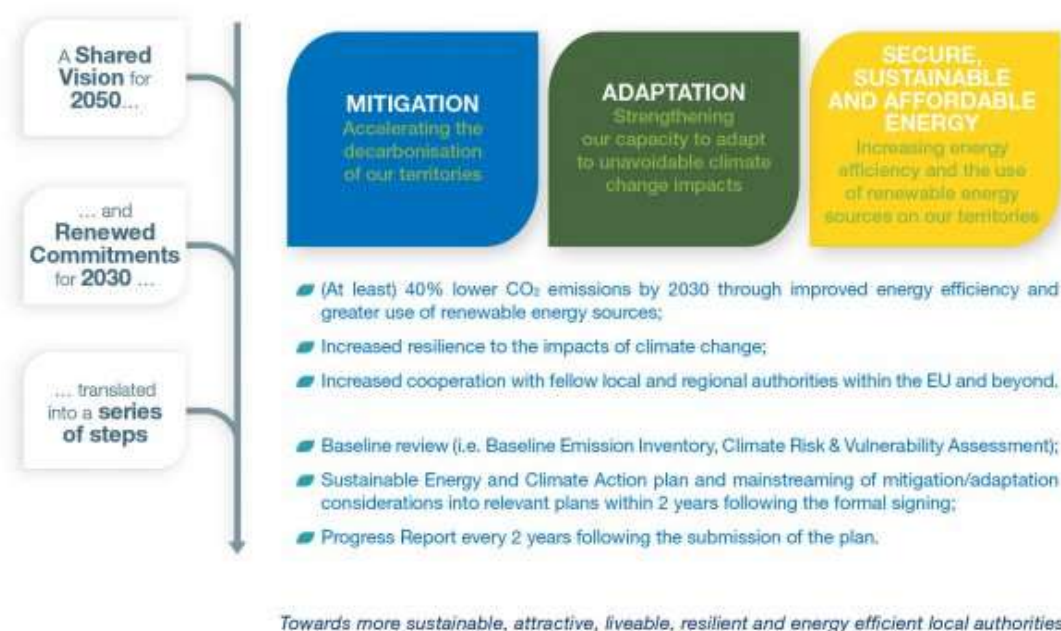 A Shared
Vision for
2050...
MITIGATION
Accelerating the
decarbonisation
of our territories
ADAPTATION
Strengthening
our capacity to adapt
to unavoidable climate
change impacts
SECURE,
SUSTAINABLE
AND AFFORDABLE
ENERGY
Increasing energy
efficiency and the use
of renewable energy
sources on our territories
... and
Renewed
Commitments
for 2030 ...
(At least) 40% lower CO₂ emissions by 2030 through improved energy efficiency and
greater use of renewable energy sources;
Increased resilience to the impacts of climate change;
Increased cooperation with fellow local and regional authorities within the EU and beyond.
... translated
into a series
of steps
Baseline review (i.e. Baseline Emission Inventory, Climate Risk & Vulnerability Assessment);
Sustainable Energy and Climate Action plan and mainstreaming of mitigation/adaptation
considerations into relevant plans within 2 years following the formal signing;
Progress Report every 2 years following the submission of the plan.
Towards more sustainable, attractive, liveable, resilient and energy efficient local authorities